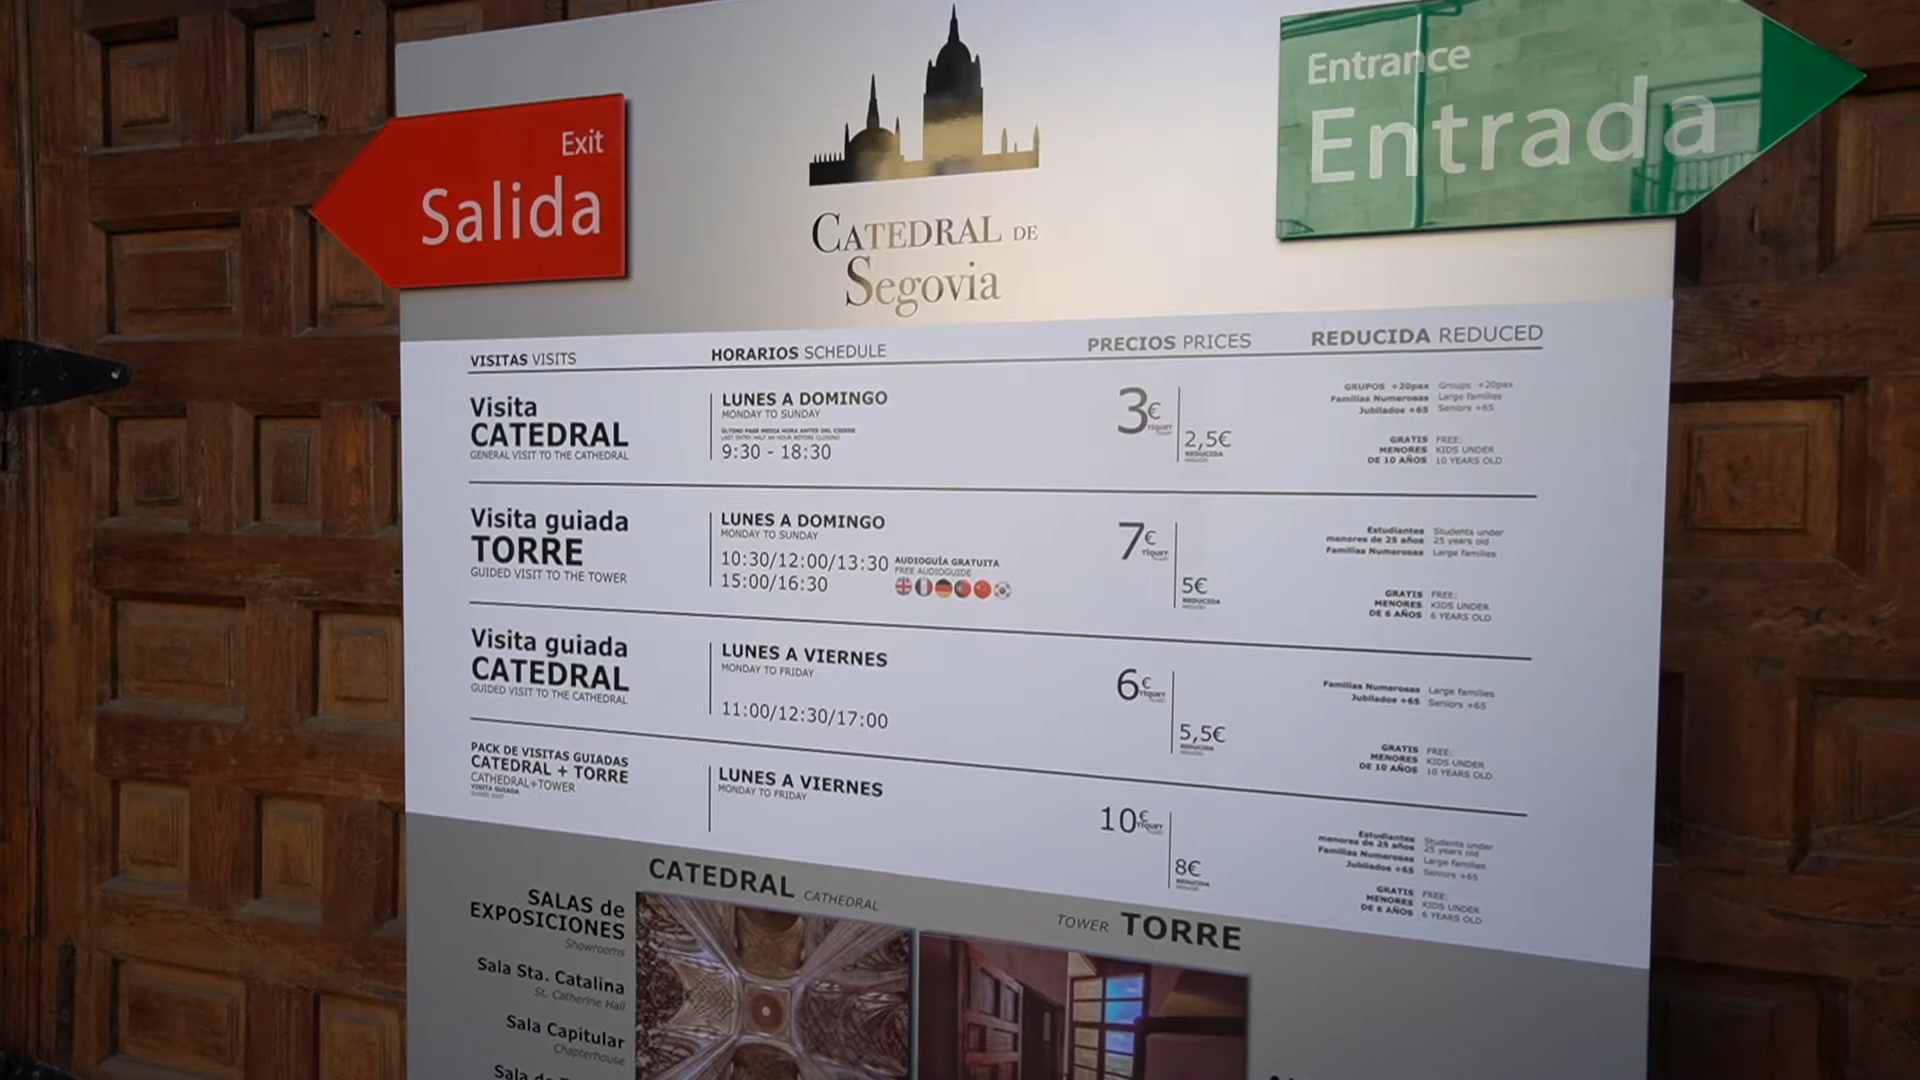 Exit
Salida
Entrance
Entrada
CATEDRAL DE
Segovia
VISITAS VISITS
HORARIOS SCHEDULE
PRECIOS PRICES
REDUCIDA REDUCED
Visita
CATEDRAL
GENERAL VISIT TO THE CATHEDRAL
LUNES A DOMINGO
MONDAY TO SUNDAY
ÚLTIMO PASE MEDIA HORA ANTES DEL CIERRE
LAST ENTRY HALF AN HOUR BEFORE CLOSING
9:30 - 18:30
3€
TIQUET
2,5€
REDUCIDA
REDUCED
GRUPOS +20pax Groups +20pax
Familias Numerosas Large families
Jubilados +65 Seniors +65
GRATIS FREE:
MENORES KIDS UNDER
DE 10 AÑOS 10 YEARS OLD
Visita guiada
TORRE
GUIDED VISIT TO THE TOWER
LUNES A DOMINGO
MONDAY TO SUNDAY
10:30/12:00/13:30
15:00/16:30
AUDIOGUÍA GRATUITA
FREE AUDIOGUIDE
7€
TIQUET
5€
REDUCIDA
REDUCED
Estudiantes Students under
menores de 25 años 25 years old
Familias Numerosas Large families
GRATIS FREE:
MENORES KIDS UNDER
DE 6 AÑOS 6 YEARS OLD
Visita guiada
CATEDRAL
GUIDED VISIT TO THE CATHEDRAL
LUNES A VIERNES
MONDAY TO FRIDAY
11:00/12:30/17:00
6€
TIQUET
5,5€
REDUCIDA
REDUCED
Familias Numerosas Large families
Jubilados +65 Seniors +65
GRATIS FREE:
MENORES KIDS UNDER
DE 10 AÑOS 10 YEARS OLD
PACK DE VISITAS GUIADAS
CATEDRAL + TORRE
CATHEDRAL+TOWER
VISITA GUIADA
GUIDED VISIT
LUNES A VIERNES
MONDAY TO FRIDAY
10€
TIQUET
8€
REDUCIDA
REDUCED
Estudiantes Students under
menores de 25 años 25 years old
Familias Numerosas Large families
Jubilados +65 Seniors +65
GRATIS FREE:
MENORES KIDS UNDER
DE 6 AÑOS 6 YEARS OLD
CATEDRAL CATHEDRAL
TOWER TORRE
SALAS de
EXPOSICIONES
Showrooms
Sala Sta. Catalina
St. Catherine Hall
Sala Capitular
Chapterhouse
Sala